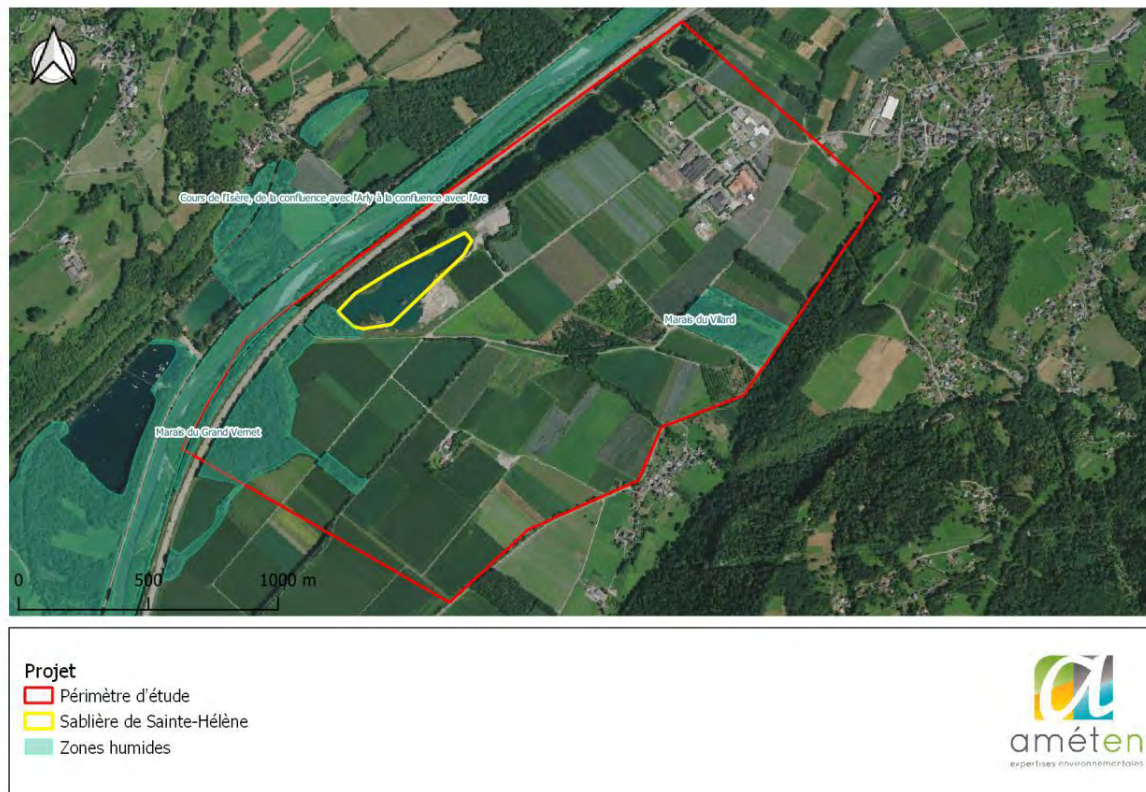 Cours de l'Isère, de la confluence avec l'Arly à la confluence avec l'Arc
Marais du Villard
Marais du Grand Vernet
0 500 1000 m
Projet
Périmètre d'étude
Sablière de Sainte-Hélène
Zones humides
améten
expertises environnementales